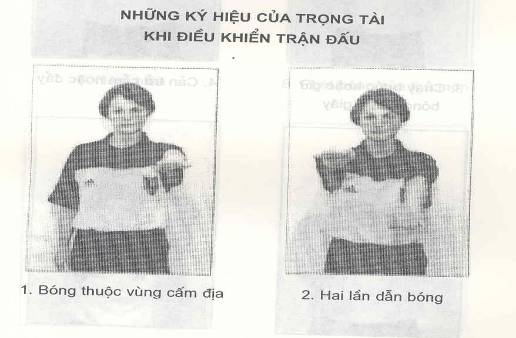 NHỮNG KÝ HIỆU CỦA TRỌNG TÀI
KHI ĐIỀU KHIỂN TRẬN ĐẤU
1. Bóng thuộc vùng cấm địa
2. Hai lần dẫn bóng